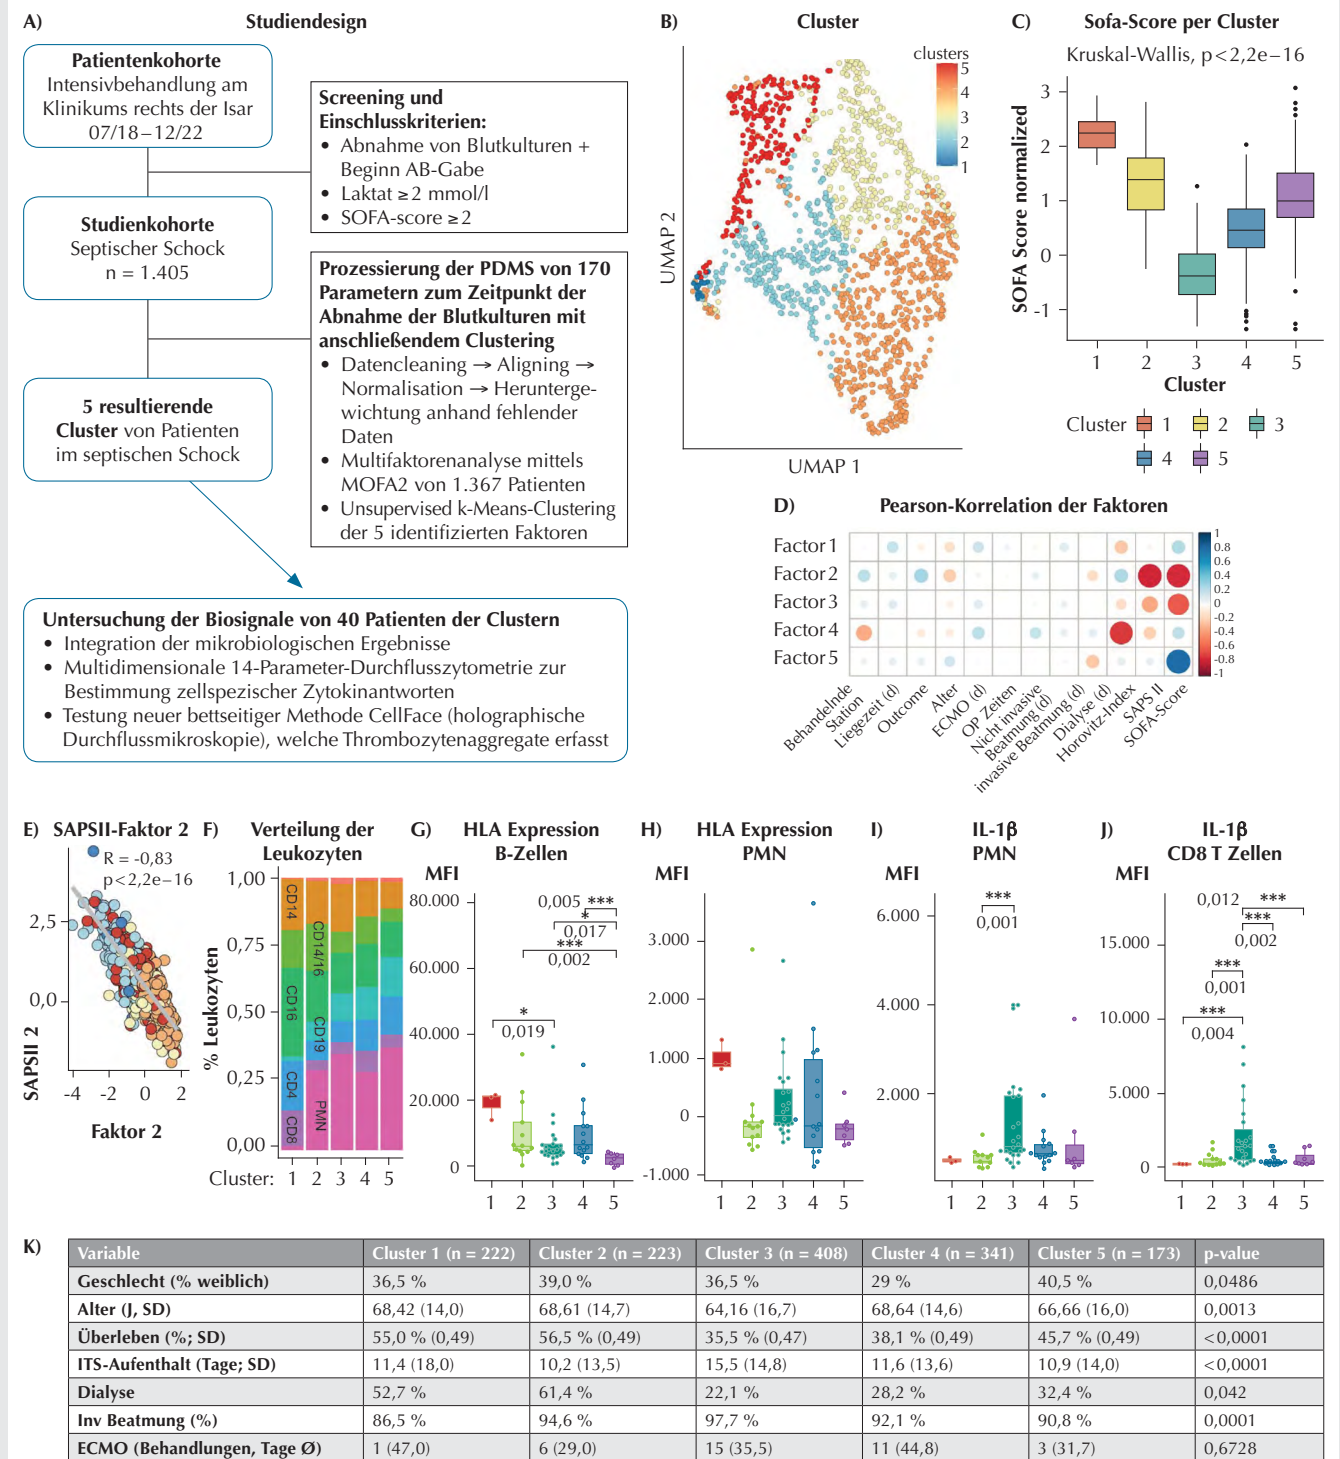 A) Studiendesign
Patientenkohorte
Intensivbehandlung am
Klinikums rechts der Isar
07/18–12/22
Screening und
Einschlusskriterien:
• Abnahme von Blutkulturen +
Beginn AB-Gabe
• Laktat ≥2 mmol/l
• SOFA-score ≥2
Studienkohorte
Septischer Schock
n = 1.405
Prozessierung der PDMS von 170
Parametern zum Zeitpunkt der
Abnahme der Blutkulturen mit
anschließendem Clustering
• Datencleaning → Aligning →
Normalisation → Herunterge-
wichtung anhand fehlender
Daten
• Multifaktorenanalyse mittels
MOFA2 von 1.367 Patienten
• Unsupervised k-Means-Clustering
der 5 identifizierten Faktoren
5 resultierende
Cluster von Patienten
im septischen Schock
Untersuchung der Biosignale von 40 Patienten der Clustern
• Integration der mikrobiologischen Ergebnisse
• Multidimensionale 14-Parameter-Durchflusszytometrie zur
Bestimmung zellspezischer Zytokinantworten
• Testung neuer bettseitiger Methode CellFace (holographische
Durchflussmikroskopie), welche Thrombozytenaggregate erfasst
B) Cluster
clusters
5
4
3
2
1
UMAP 2
UMAP 1
C) Sofa-Score per Cluster
Kruskal-Wallis, p<2,2e–16
SOFA Score normalized
3
2
1
0
-1
1 2 3 4 5
Cluster
Cluster 1 2 3
4 5
D) Pearson-Korrelation der Faktoren
Factor1
Factor2
Factor3
Factor4
Factor5
1
0.8
0.6
0.4
0.2
0
-0.2
-0.4
-0.6
-0.8
-1
Behandelnde
Station
Liegezeit (d)
Outcome
Alter
ECMO (d)
OP Zeiten
Nicht invasive
Beatmung (d)
invasive Beatmung (d)
Dialyse (d)
Horovitz-Index
SAPS II
SOFA-Score
E) SAPSII-Faktor 2
R = -0,83
p<2,2e–16
SAPSII 2
2,5
0,0
-4 -2 0 2
Faktor 2
F) Verteilung der
Leukozyten
% Leukozyten
1,00
0,75
0,50
0,25
0,00
CD14
CD16
CD4
CD8
CD14/16
CD19
PMN
Cluster: 1 2 3 4 5
G) HLA Expression
B-Zellen
MFI
80.000
60.000
40.000
20.000
0
0,005 ***
*
0,017
***
0,002
*
0,019
1 2 3 4 5
H) HLA Expression
PMN
MFI
3.000
2.000
1.000
0
-1.000
1 2 3 4 5
I) IL-1β
PMN
MFI
6.000
4.000
2.000
***
0,001
1 2 3 4 5
J) IL-1β
CD8 T Zellen
MFI
15.000
10.000
5.000
0
0,012 ***
***
0,002
***
0,001
***
0,004
1 2 3 4 5
K)
Variable Cluster 1 (n = 222) Cluster 2 (n = 223) Cluster 3 (n = 408) Cluster 4 (n = 341) Cluster 5 (n = 173) p-value
Geschlecht (% weiblich) 36,5 % 39,0 % 36,5 % 29 % 40,5 % 0,0486
Alter (J, SD) 68,42 (14,0) 68,61 (14,7) 64,16 (16,7) 68,64 (14,6) 66,66 (16,0) 0,0013
Überleben (%; SD) 55,0 % (0,49) 56,5 % (0,49) 35,5 % (0,47) 38,1 % (0,49) 45,7 % (0,49) <0,0001
ITS-Aufenthalt (Tage; SD) 11,4 (18,0) 10,2 (13,5) 15,5 (14,8) 11,6 (13,6) 10,9 (14,0) <0,0001
Dialyse 52,7 % 61,4 % 22,1 % 28,2 % 32,4 % 0,042
Inv Beatmung (%) 86,5 % 94,6 % 97,7 % 92,1 % 90,8 % 0,0001
ECMO (Behandlungen, Tage Ø) 1 (47,0) 6 (29,0) 15 (35,5) 11 (44,8) 3 (31,7) 0,6728